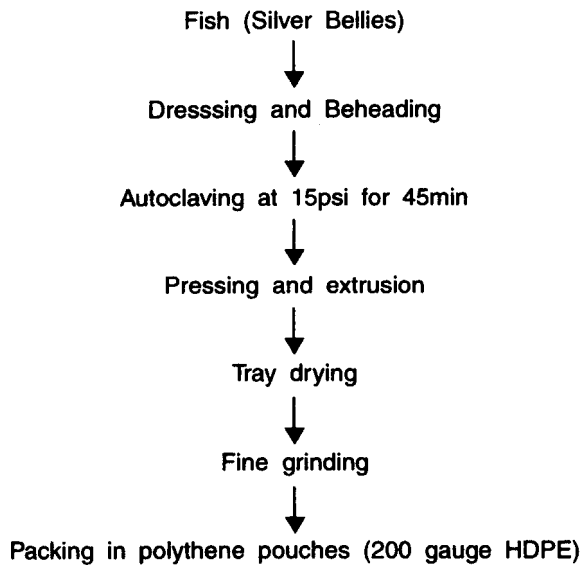 Fish (Silver Bellies)
Dresssing and Beheading
Autoclaving at 15psi for 45min
Pressing and extrusion
Tray drying
Fine grinding
Packing in polythene pouches (200 gauge HDPE)